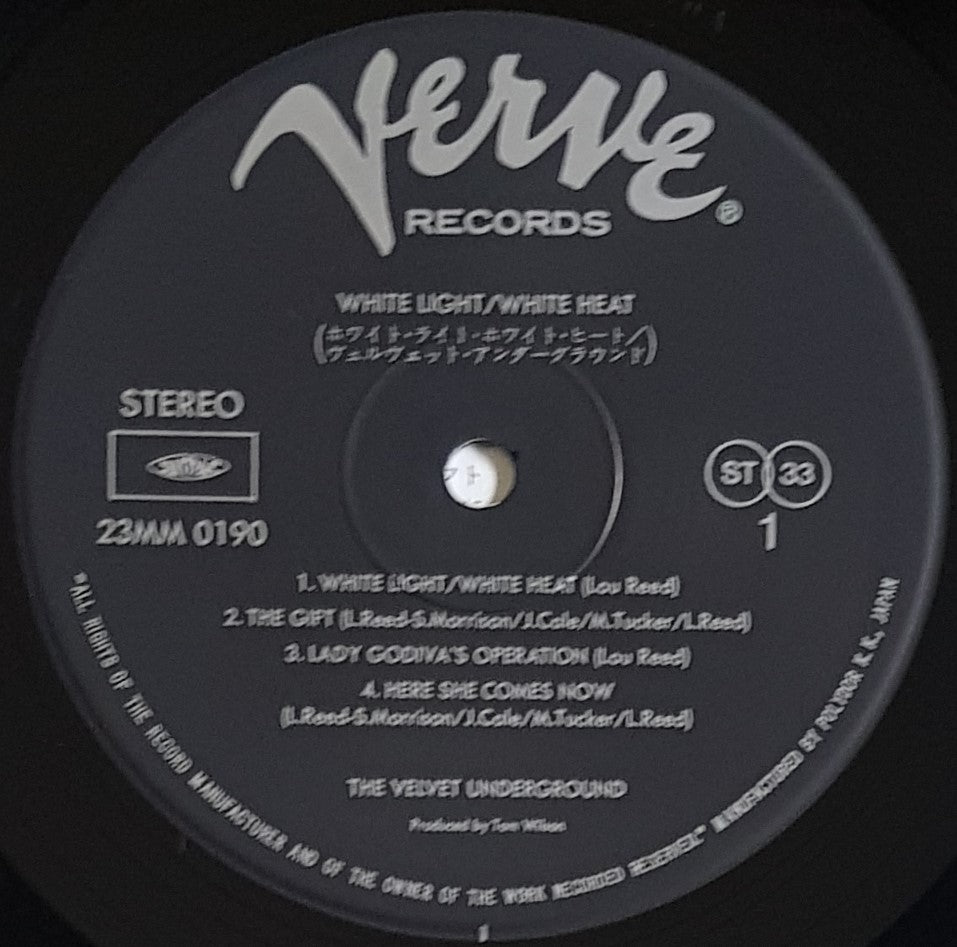 Verve
RECORDS
WHITE LIGHT/WHITE HEAT
(ホワイト・ライト・ホワイト・ヒート／
ヴェルヴェット・アンダーグラウンド)
STEREO
23MM 0190
ST 33
1
1. WHITE LIGHT/WHITE HEAT (Lou Reed)
2. THE GIFT (L.Reed-S.Morrison/J.Cale/M.Tucker/L.Reed)
3. LADY GODIVA'S OPERATION (Lou Reed)
4. HERE SHE COMES NOW
(L.Reed-S.Morrison/J.Cale/M.Tucker/L.Reed)
THE VELVET UNDERGROUND
Produced by Tom Wilson
"ALL RIGHTS OF THE RECORD MANUFACTURER AND OF THE OWNER OF THE WORK RECORDED RESERVED." MANUFACTURED BY POLYDOR K.K. JAPAN
1